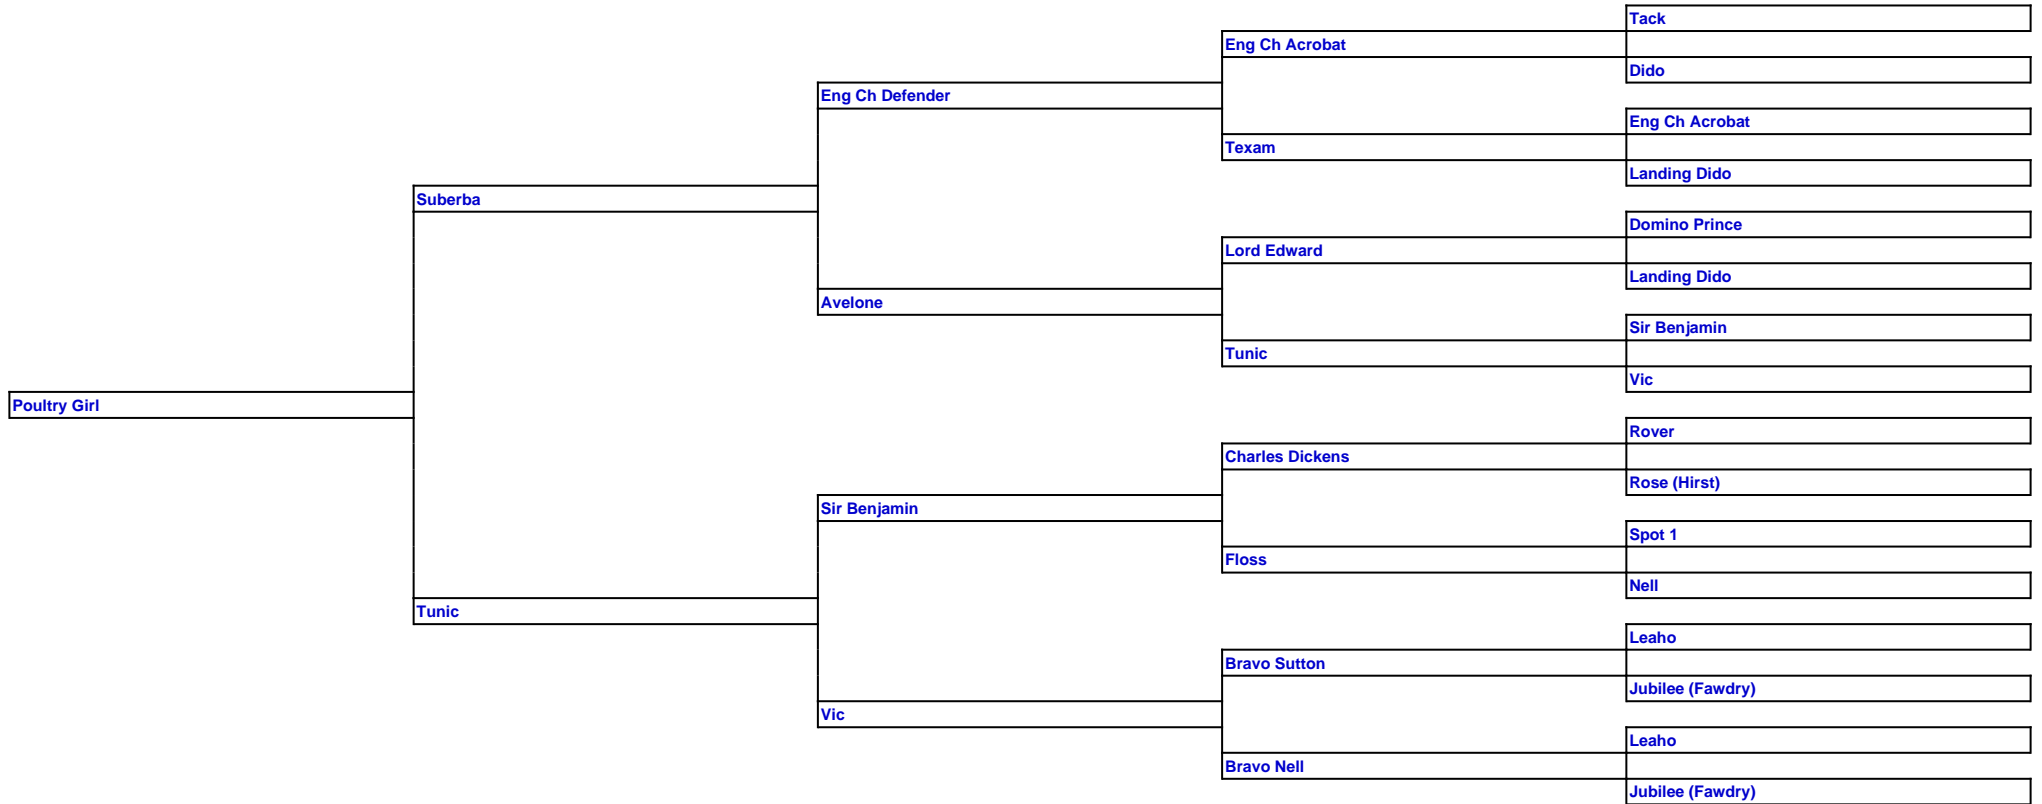 Tack
Eng Ch Acrobat
Dido
Eng Ch Defender
Eng Ch Acrobat
Texam
Landing Dido
Suberba
Domino Prince
Lord Edward
Landing Dido
Avelone
Sir Benjamin
Tunic
Vic
Poultry Girl
Rover
Charles Dickens
Rose (Hirst)
Sir Benjamin
Spot 1
Floss
Nell
Tunic
Leaho
Bravo Sutton
Jubilee (Fawdry)
Vic
Leaho
Bravo Nell
Jubilee (Fawdry)